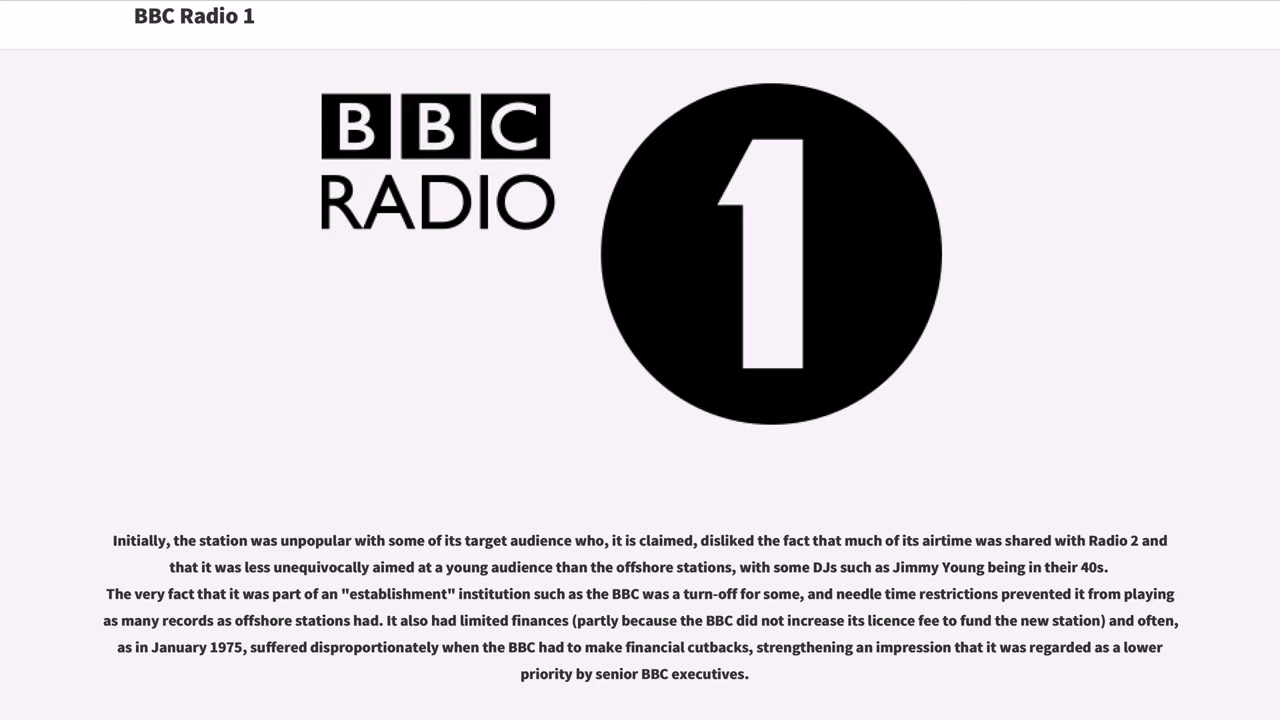 BBC Radio 1
BBC
RADIO
1
Initially, the station was unpopular with some of its target audience who, it is claimed, disliked the fact that much of its airtime was shared with Radio 2 and
that it was less unequivocally aimed at a young audience than the offshore stations, with some DJs such as Jimmy Young being in their 40s.
The very fact that it was part of an "establishment" institution such as the BBC was a turn-off for some, and needle time restrictions prevented it from playing
as many records as offshore stations had. It also had limited finances (partly because the BBC did not increase its licence fee to fund the new station) and often,
as in January 1975, suffered disproportionately when the BBC had to make financial cutbacks, strengthening an impression that it was regarded as a lower
priority by senior BBC executives.